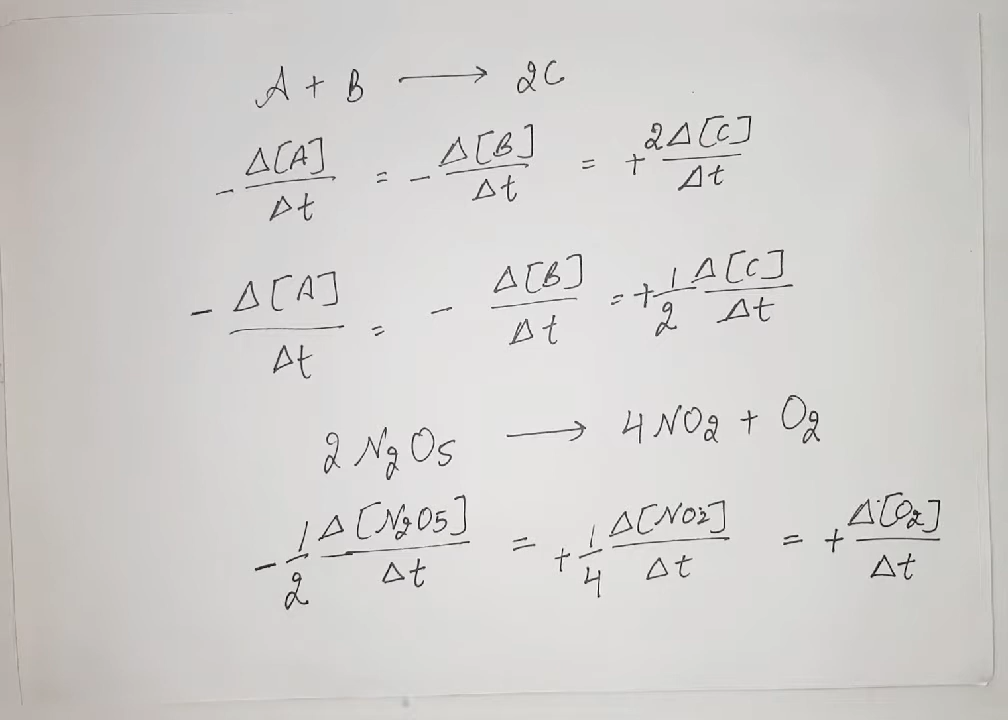 A + B ⟶ 2C
- Δ[A]/Δt = - Δ[B]/Δt = + 2Δ[C]/Δt
- Δ[A]/Δt = - Δ[B]/Δt = + 1/2 Δ[C]/Δt
2 N₂O₅ ⟶ 4 NO₂ + O₂
- 1/2 Δ[N₂O₅]/Δt = + 1/4 Δ[NO₂]/Δt = + Δ[O₂]/Δt